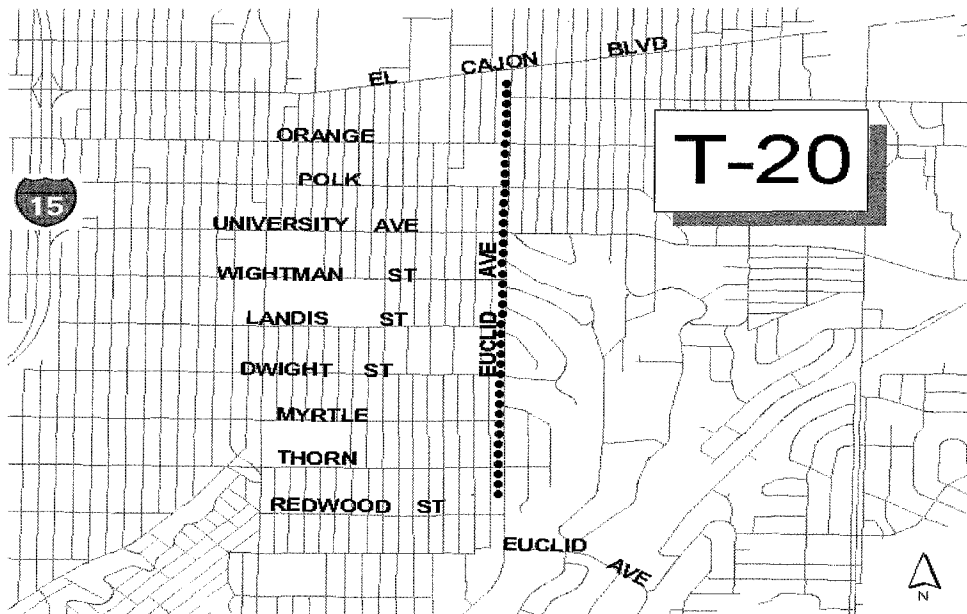 EL CAJON BLVD
ORANGE
T-20
POLK
15
UNIVERSITY AVE
WIGHTMAN ST
EUCLID AVE
LANDIS ST
DWIGHT ST
MYRTLE
THORN
REDWOOD ST
EUCLID AVE
N